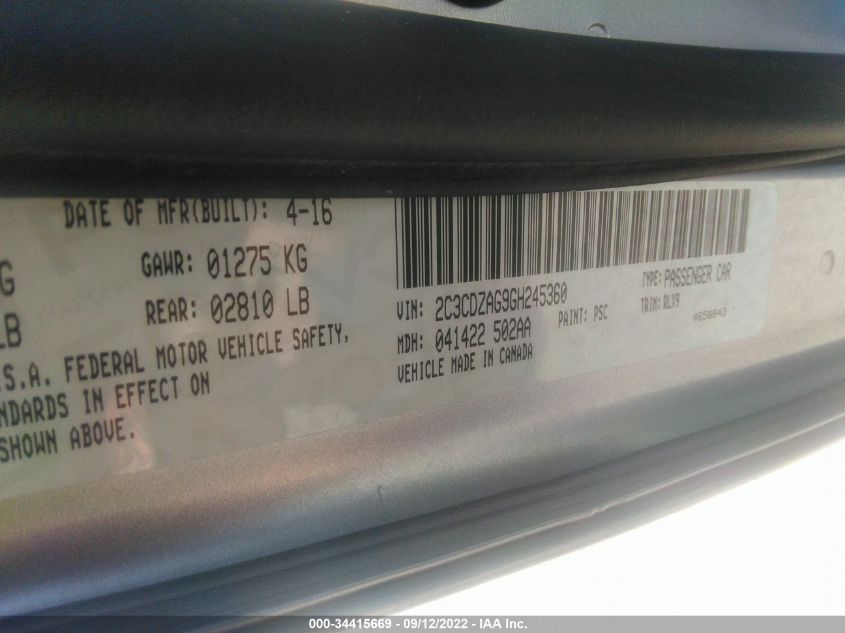 DATE OF MFR(BUILT): 4-16
G GAWR: 01275 KG
LB REAR: 02810 LB
.S.A. FEDERAL MOTOR VEHICLE SAFETY,
NDARDS IN EFFECT ON
SHOWN ABOVE.
VIN: 2C3CDZAG9GH245360 TYPE: PASSENGER CAR
MDH: 041422 502AA PAINT: PSC TRIM: RLX9
VEHICLE MADE IN CANADA 4658843
000-34415669 - 09/12/2022 - IAA Inc.